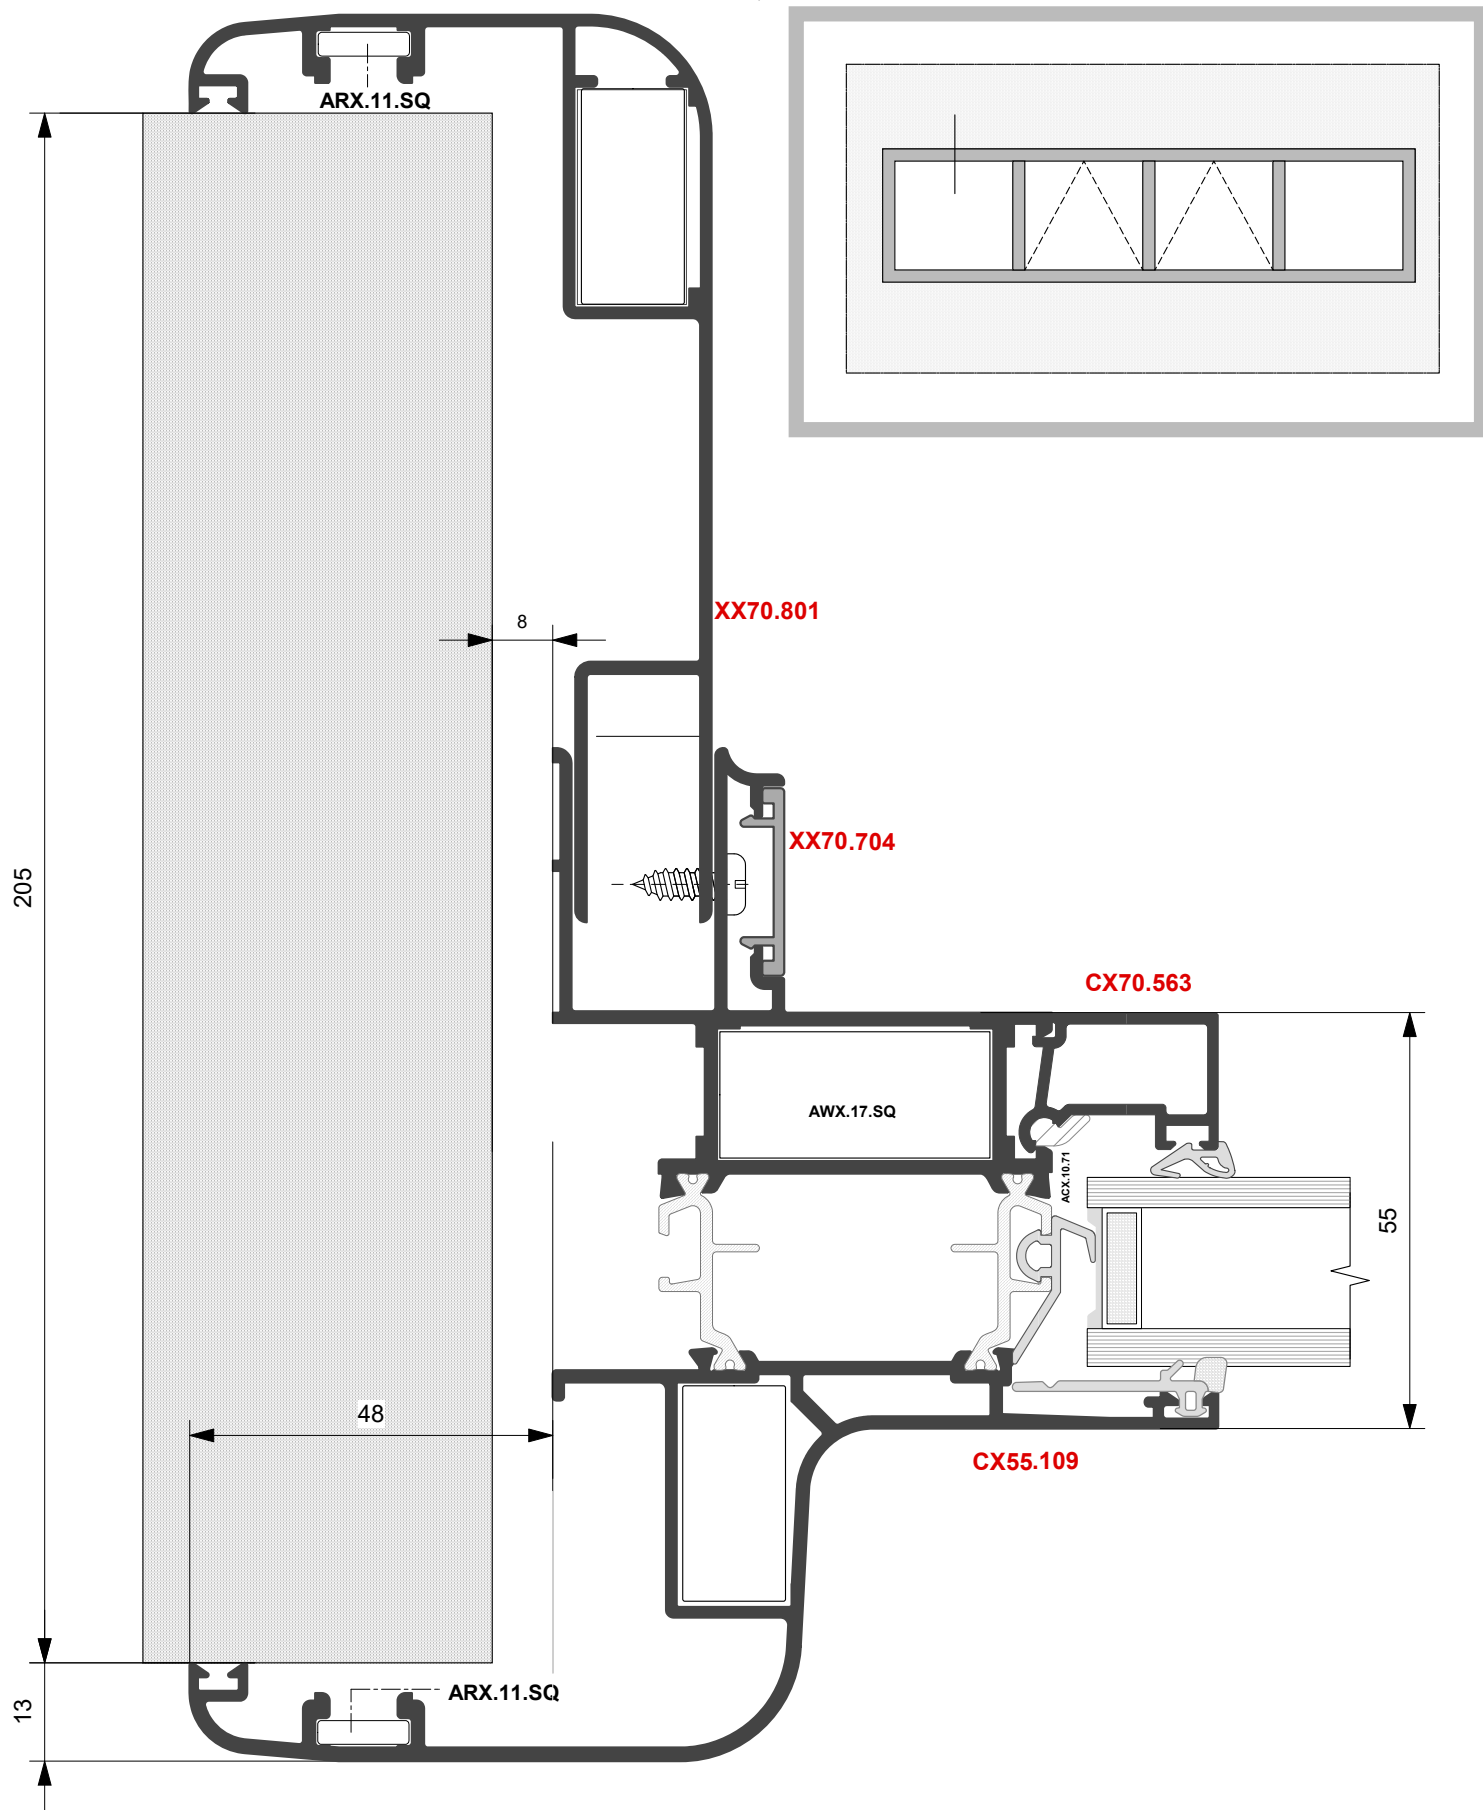 ARX.11.SQ
XX70.801
8
XX70.704
205
CX70.563
AWX.17.SQ
ACX.10.71
55
48
CX55.109
ARX.11.SQ
13